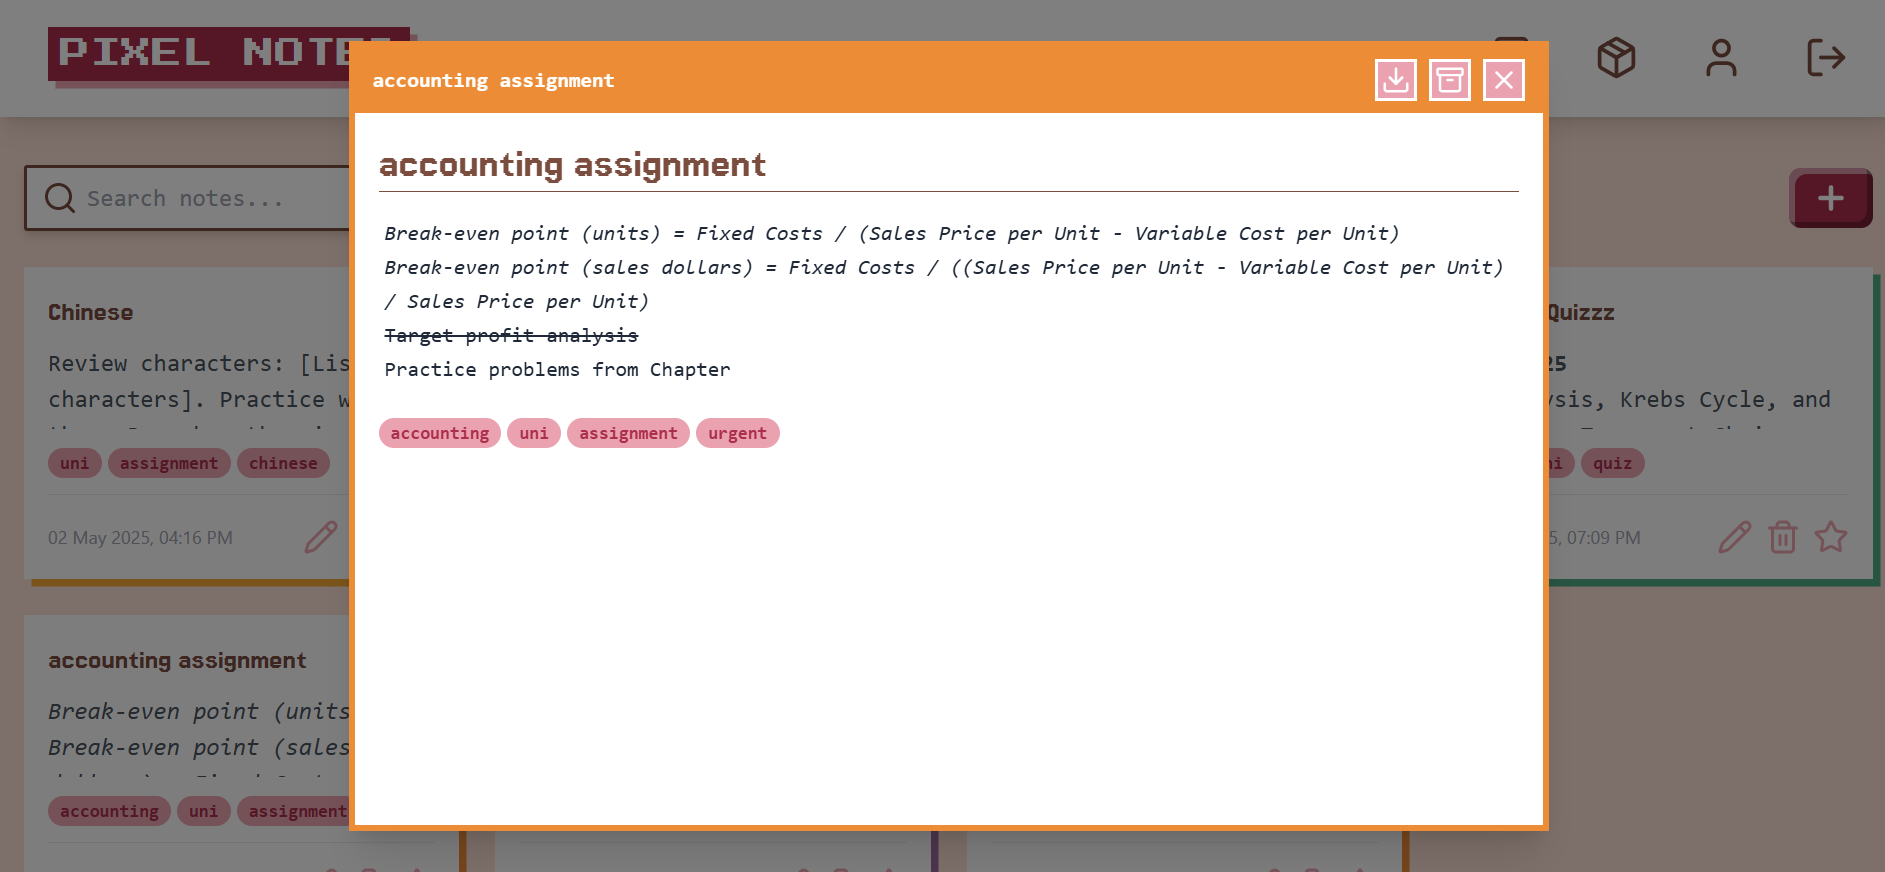 PIXEL NOTE
accounting assignment
Search notes...
accounting assignment
Break-even point (units) = Fixed Costs / (Sales Price per Unit - Variable Cost per Unit)
Break-even point (sales dollars) = Fixed Costs / ((Sales Price per Unit - Variable Cost per Unit)
/ Sales Price per Unit)
Target profit analysis
Practice problems from Chapter
accounting uni assignment urgent
Chinese
Review characters: [Lis
characters]. Practice w
uni assignment chinese
02 May 2025, 04:16 PM
Quizzz
25
ysis, Krebs Cycle, and
ni quiz
5, 07:09 PM
accounting assignment
Break-even point (units
Break-even point (sales
accounting uni assignment